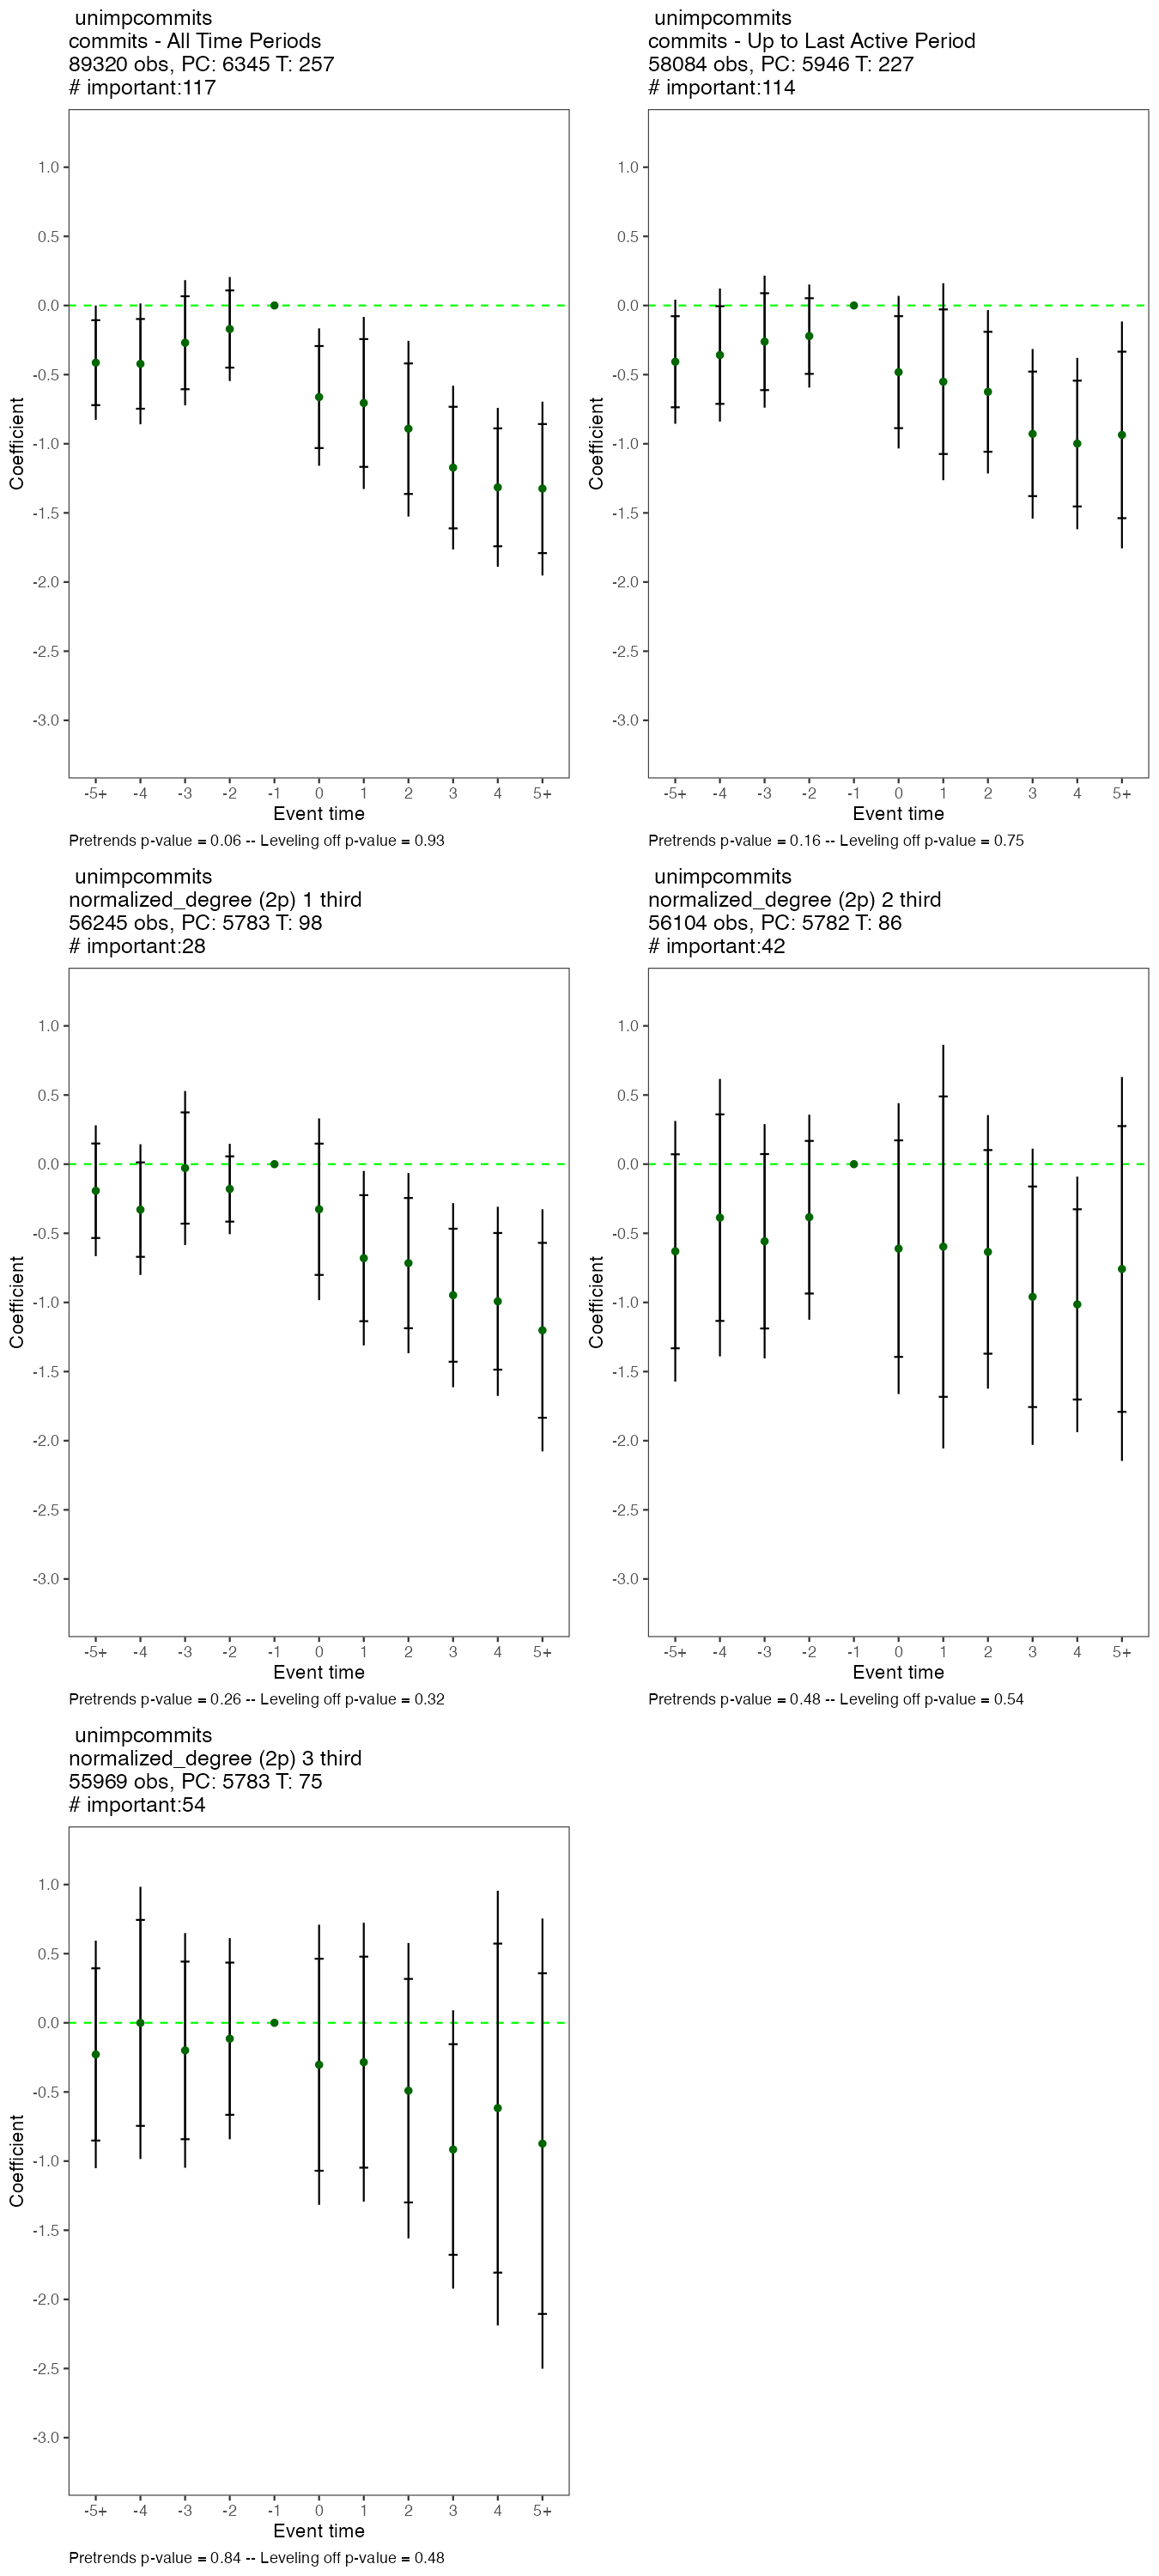 unimpcommits
commits - All Time Periods
89320 obs, PC: 6345 T: 257
# important:117
1.0
0.5
0.0
-0.5
-1.0
-1.5
-2.0
-2.5
-3.0
Coefficient
-5+ -4 -3 -2 -1 0 1 2 3 4 5+
Event time
Pretrends p-value = 0.06 -- Leveling off p-value = 0.93
unimpcommits
commits - Up to Last Active Period
58084 obs, PC: 5946 T: 227
# important:114
1.0
0.5
0.0
-0.5
-1.0
-1.5
-2.0
-2.5
-3.0
Coefficient
-5+ -4 -3 -2 -1 0 1 2 3 4 5+
Event time
Pretrends p-value = 0.16 -- Leveling off p-value = 0.75
unimpcommits
normalized_degree (2p) 1 third
56245 obs, PC: 5783 T: 98
# important:28
1.0
0.5
0.0
-0.5
-1.0
-1.5
-2.0
-2.5
-3.0
Coefficient
-5+ -4 -3 -2 -1 0 1 2 3 4 5+
Event time
Pretrends p-value = 0.26 -- Leveling off p-value = 0.32
unimpcommits
normalized_degree (2p) 2 third
56104 obs, PC: 5782 T: 86
# important:42
1.0
0.5
0.0
-0.5
-1.0
-1.5
-2.0
-2.5
-3.0
Coefficient
-5+ -4 -3 -2 -1 0 1 2 3 4 5+
Event time
Pretrends p-value = 0.48 -- Leveling off p-value = 0.54
unimpcommits
normalized_degree (2p) 3 third
55969 obs, PC: 5783 T: 75
# important:54
1.0
0.5
0.0
-0.5
-1.0
-1.5
-2.0
-2.5
-3.0
Coefficient
-5+ -4 -3 -2 -1 0 1 2 3 4 5+
Event time
Pretrends p-value = 0.84 -- Leveling off p-value = 0.48